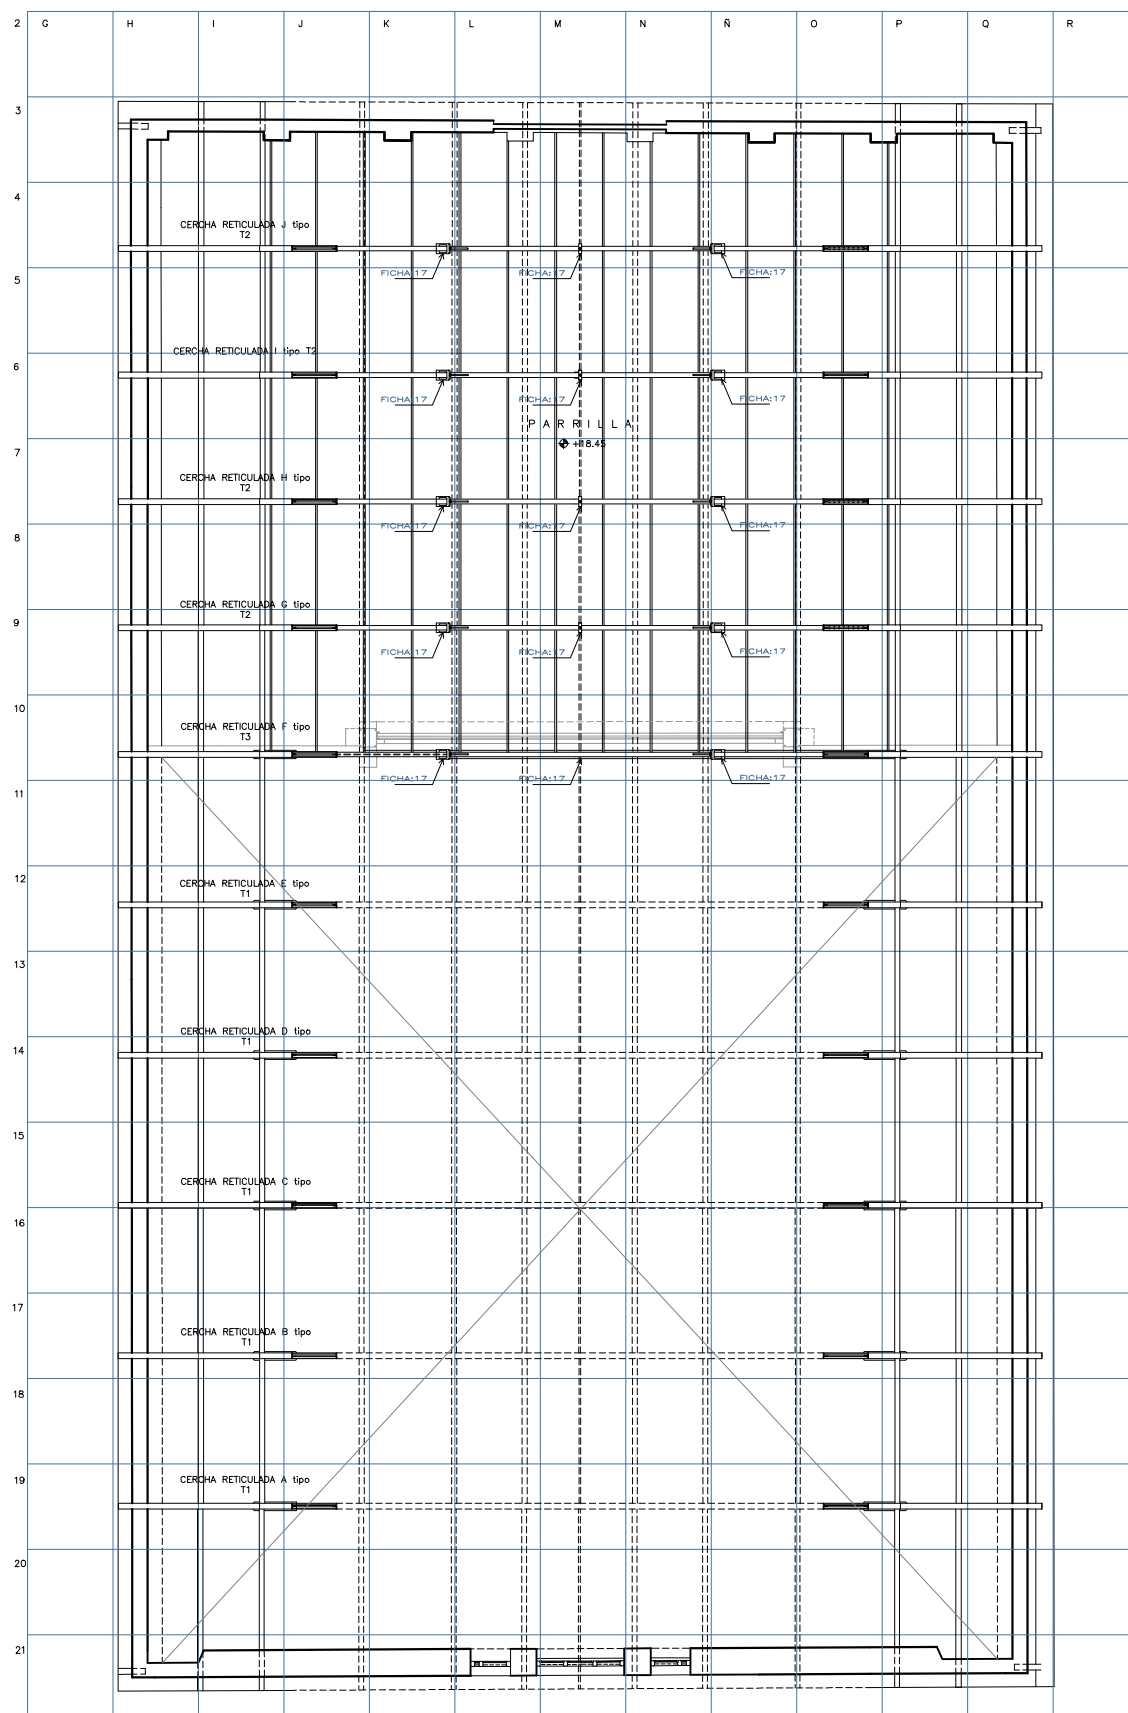 2 G H I J K L M N Ñ O P Q R
3
4
CERCHA RETICULADA J tipo
T2
FICHA:17 FICHA:17 FICHA:17
5
CERCHA RETICULADA I tipo T2
6
FICHA:17 FICHA:17 FICHA:17
PARRILLA
+18.45
7
CERCHA RETICULADA H tipo
T2
FICHA:17 FICHA:17 FICHA:17
8
CERCHA RETICULADA G tipo
T2
9
FICHA:17 FICHA:17 FICHA:17
10
CERCHA RETICULADA F tipo
T3
FICHA:17 FICHA:17 FICHA:17
11
12
CERCHA RETICULADA E tipo
T1
13
CERCHA RETICULADA D tipo
T1
14
15
CERCHA RETICULADA C tipo
T1
16
17
CERCHA RETICULADA B tipo
T1
18
19
CERCHA RETICULADA A tipo
T1
20
21